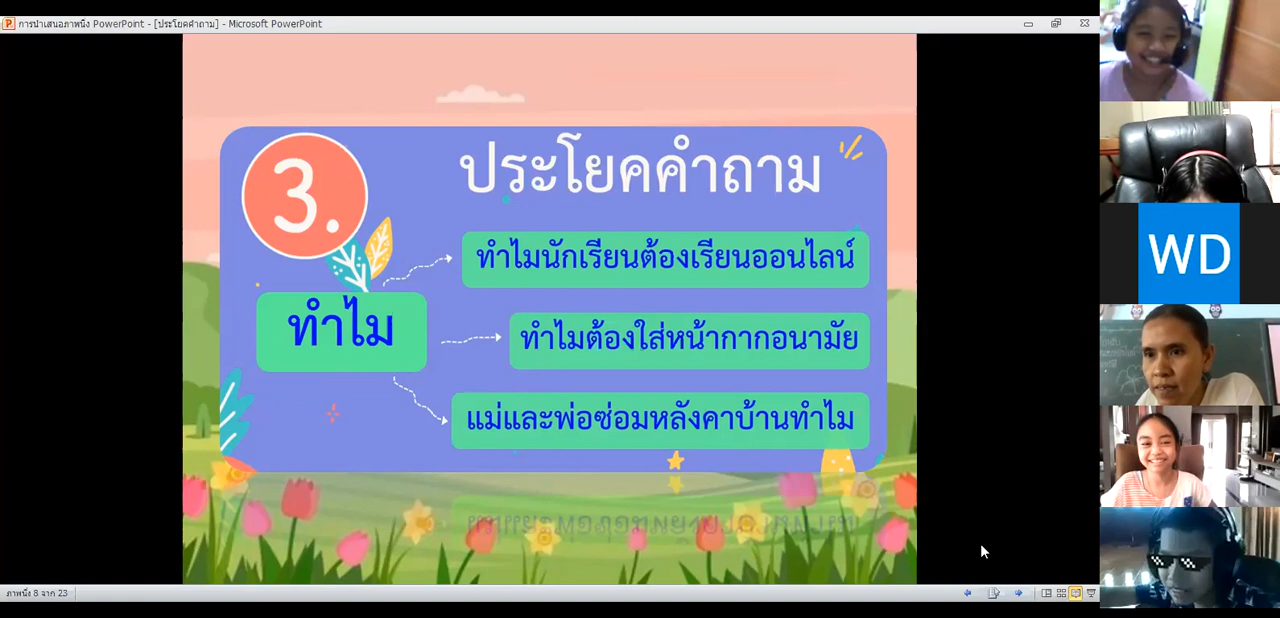 การนำเสนอภาพนิ่ง PowerPoint - [ประโยคคำถาม] - Microsoft PowerPoint
3.
ประโยคคำถาม
ทำไม
ทำไมนักเรียนต้องเรียนออนไลน์
ทำไมต้องใส่หน้ากากอนามัย
แม่และพ่อซ่อมหลังคาบ้านทำไม
ภาพนิ่ง 8 จาก 23
WD